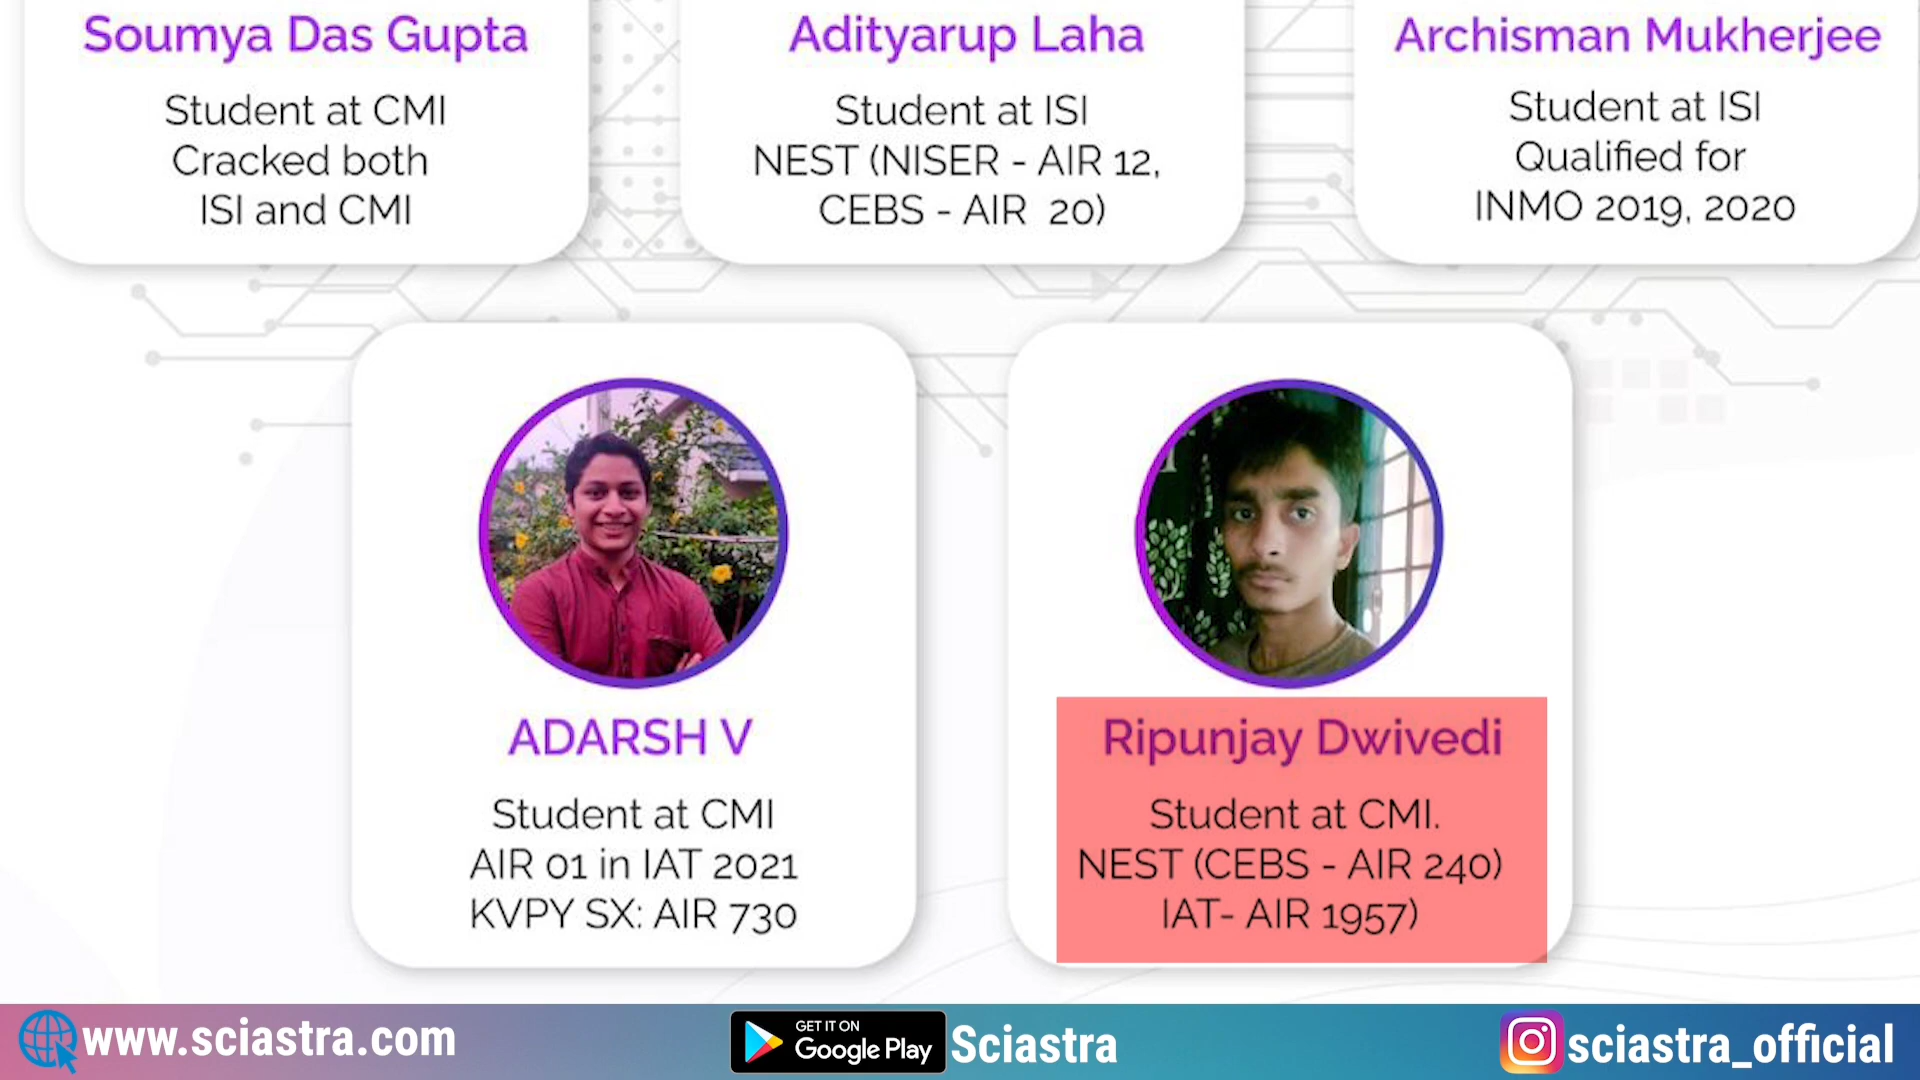 Soumya Das Gupta
Student at CMI
Cracked both
ISI and CMI
Adityarup Laha
Student at ISI
NEST (NISER - AIR 12,
CEBS - AIR 20)
Archisman Mukherjee
Student at ISI
Qualified for
INMO 2019, 2020
ADARSH V
Student at CMI
AIR 01 in IAT 2021
KVPY SX: AIR 730
Ripunjay Dwivedi
Student at CMI.
NEST (CEBS - AIR 240)
IAT- AIR 1957)
www.sciastra.com
GET IT ON
Google Play
Sciastra
sciastra_official